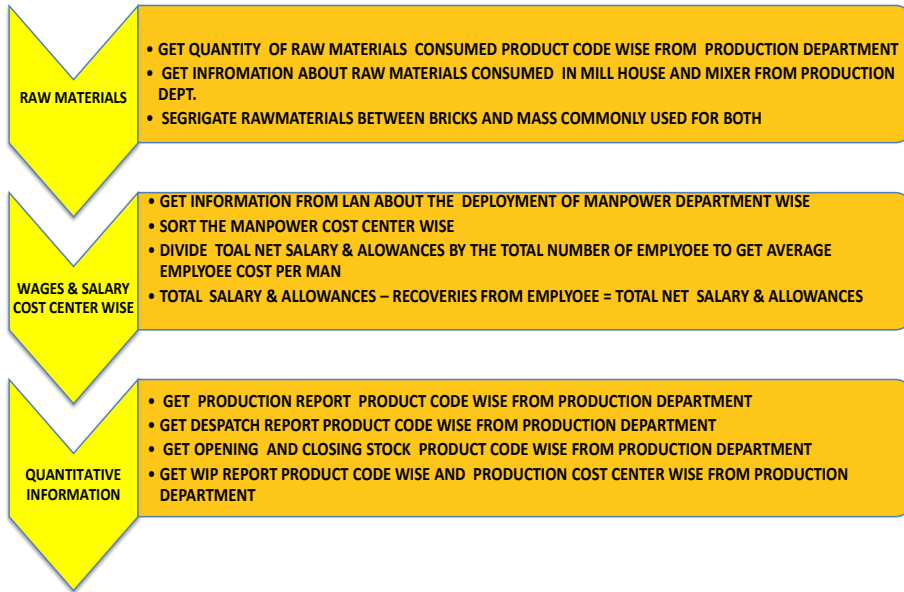 RAW MATERIALS
• GET QUANTITY OF RAW MATERIALS CONSUMED PRODUCT CODE WISE FROM PRODUCTION DEPARTMENT
• GET INFROMATION ABOUT RAW MATERIALS CONSUMED IN MILL HOUSE AND MIXER FROM PRODUCTION
DEPT.
• SEGRIGATE RAWMATERIALS BETWEEN BRICKS AND MASS COMMONLY USED FOR BOTH
WAGES & SALARY
COST CENTER WISE
• GET INFORMATION FROM LAN ABOUT THE DEPLOYMENT OF MANPOWER DEPARTMENT WISE
• SORT THE MANPOWER COST CENTER WISE
• DIVIDE TOAL NET SALARY & ALOWANCES BY THE TOTAL NUMBER OF EMPLYOEE TO GET AVERAGE
EMPLYOEE COST PER MAN
• TOTAL SALARY & ALLOWANCES – RECOVERIES FROM EMPLYOEE = TOTAL NET SALARY & ALLOWANCES
QUANTITATIVE
INFORMATION
• GET PRODUCTION REPORT PRODUCT CODE WISE FROM PRODUCTION DEPARTMENT
• GET DESPATCH REPORT PRODUCT CODE WISE FROM PRODUCTION DEPARTMENT
• GET OPENING AND CLOSING STOCK PRODUCT CODE WISE FROM PRODUCTION DEPARTMENT
• GET WIP REPORT PRODUCT CODE WISE AND PRODUCTION COST CENTER WISE FROM PRODUCTION
DEPARTMENT